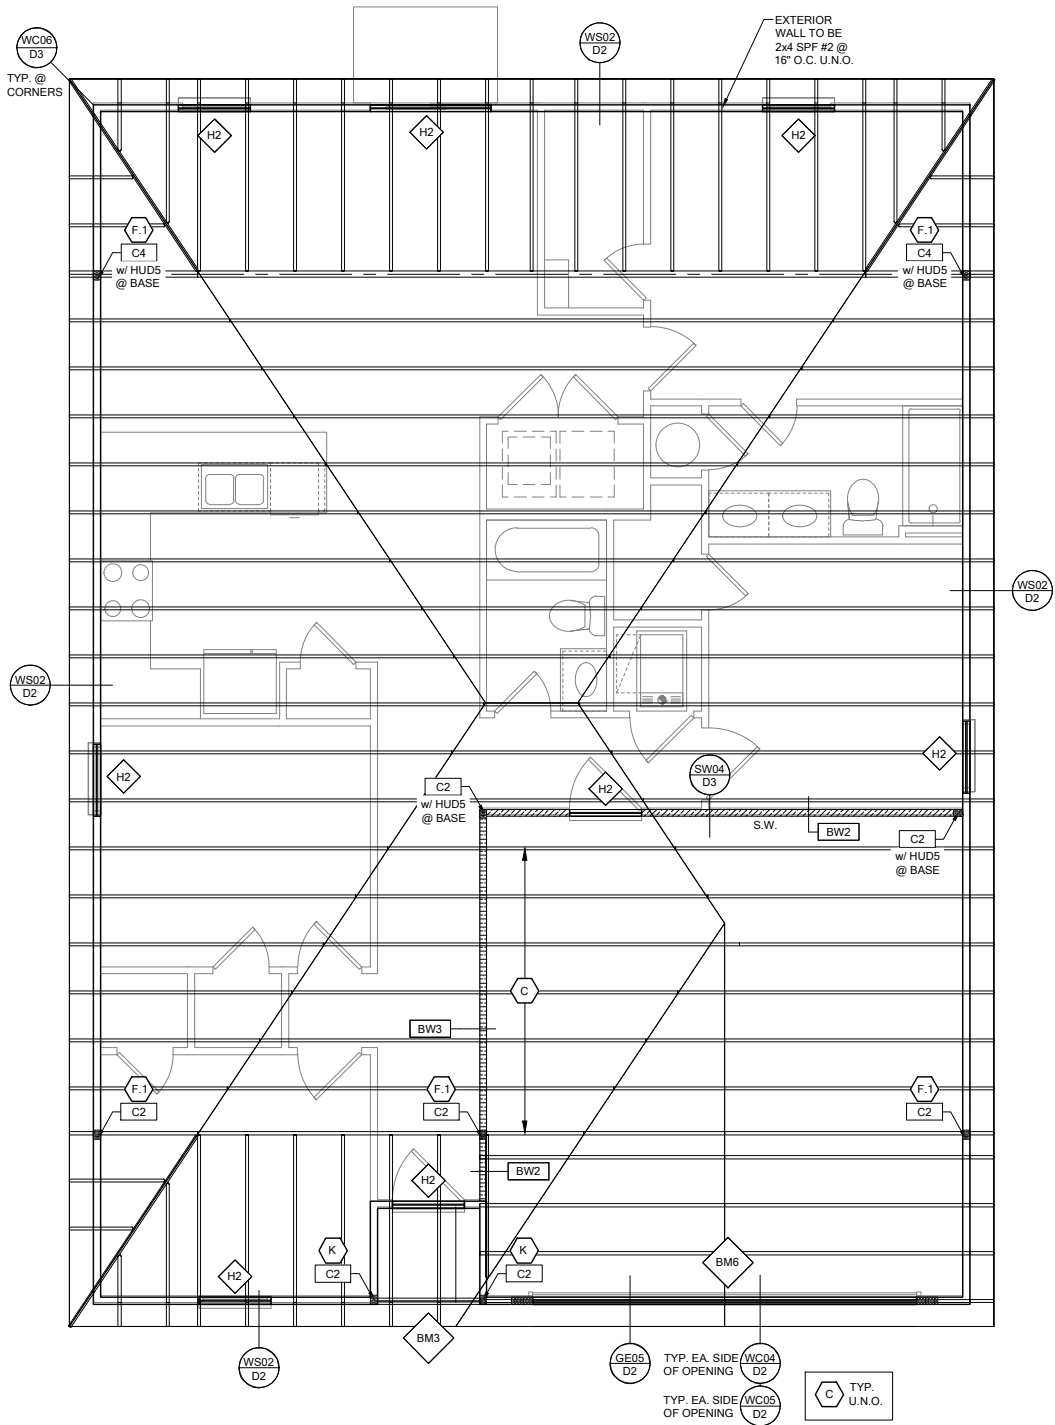 WC06
D3
TYP. @
CORNERS
WS02
D2
EXTERIOR
WALL TO BE
2x4 SPF #2 @
16" O.C. U.N.O.
H2
H2
H2
F.1
C4
w/ HUD5
@ BASE
F.1
C4
w/ HUD5
@ BASE
WS02
D2
WS02
D2
H2
H2
SW04
D3
C2
w/ HUD5
@ BASE
H2
S.W.
BW2
C2
w/ HUD5
@ BASE
C
BW3
F.1
C2
F.1
C2
F.1
C2
BW2
H2
K
C2
K
C2
BM6
H2
BM3
WS02
D2
GE05
D2
TYP. EA. SIDE
OF OPENING
WC04
D2
TYP. EA. SIDE
OF OPENING
WC05
D2
C
TYP.
U.N.O.